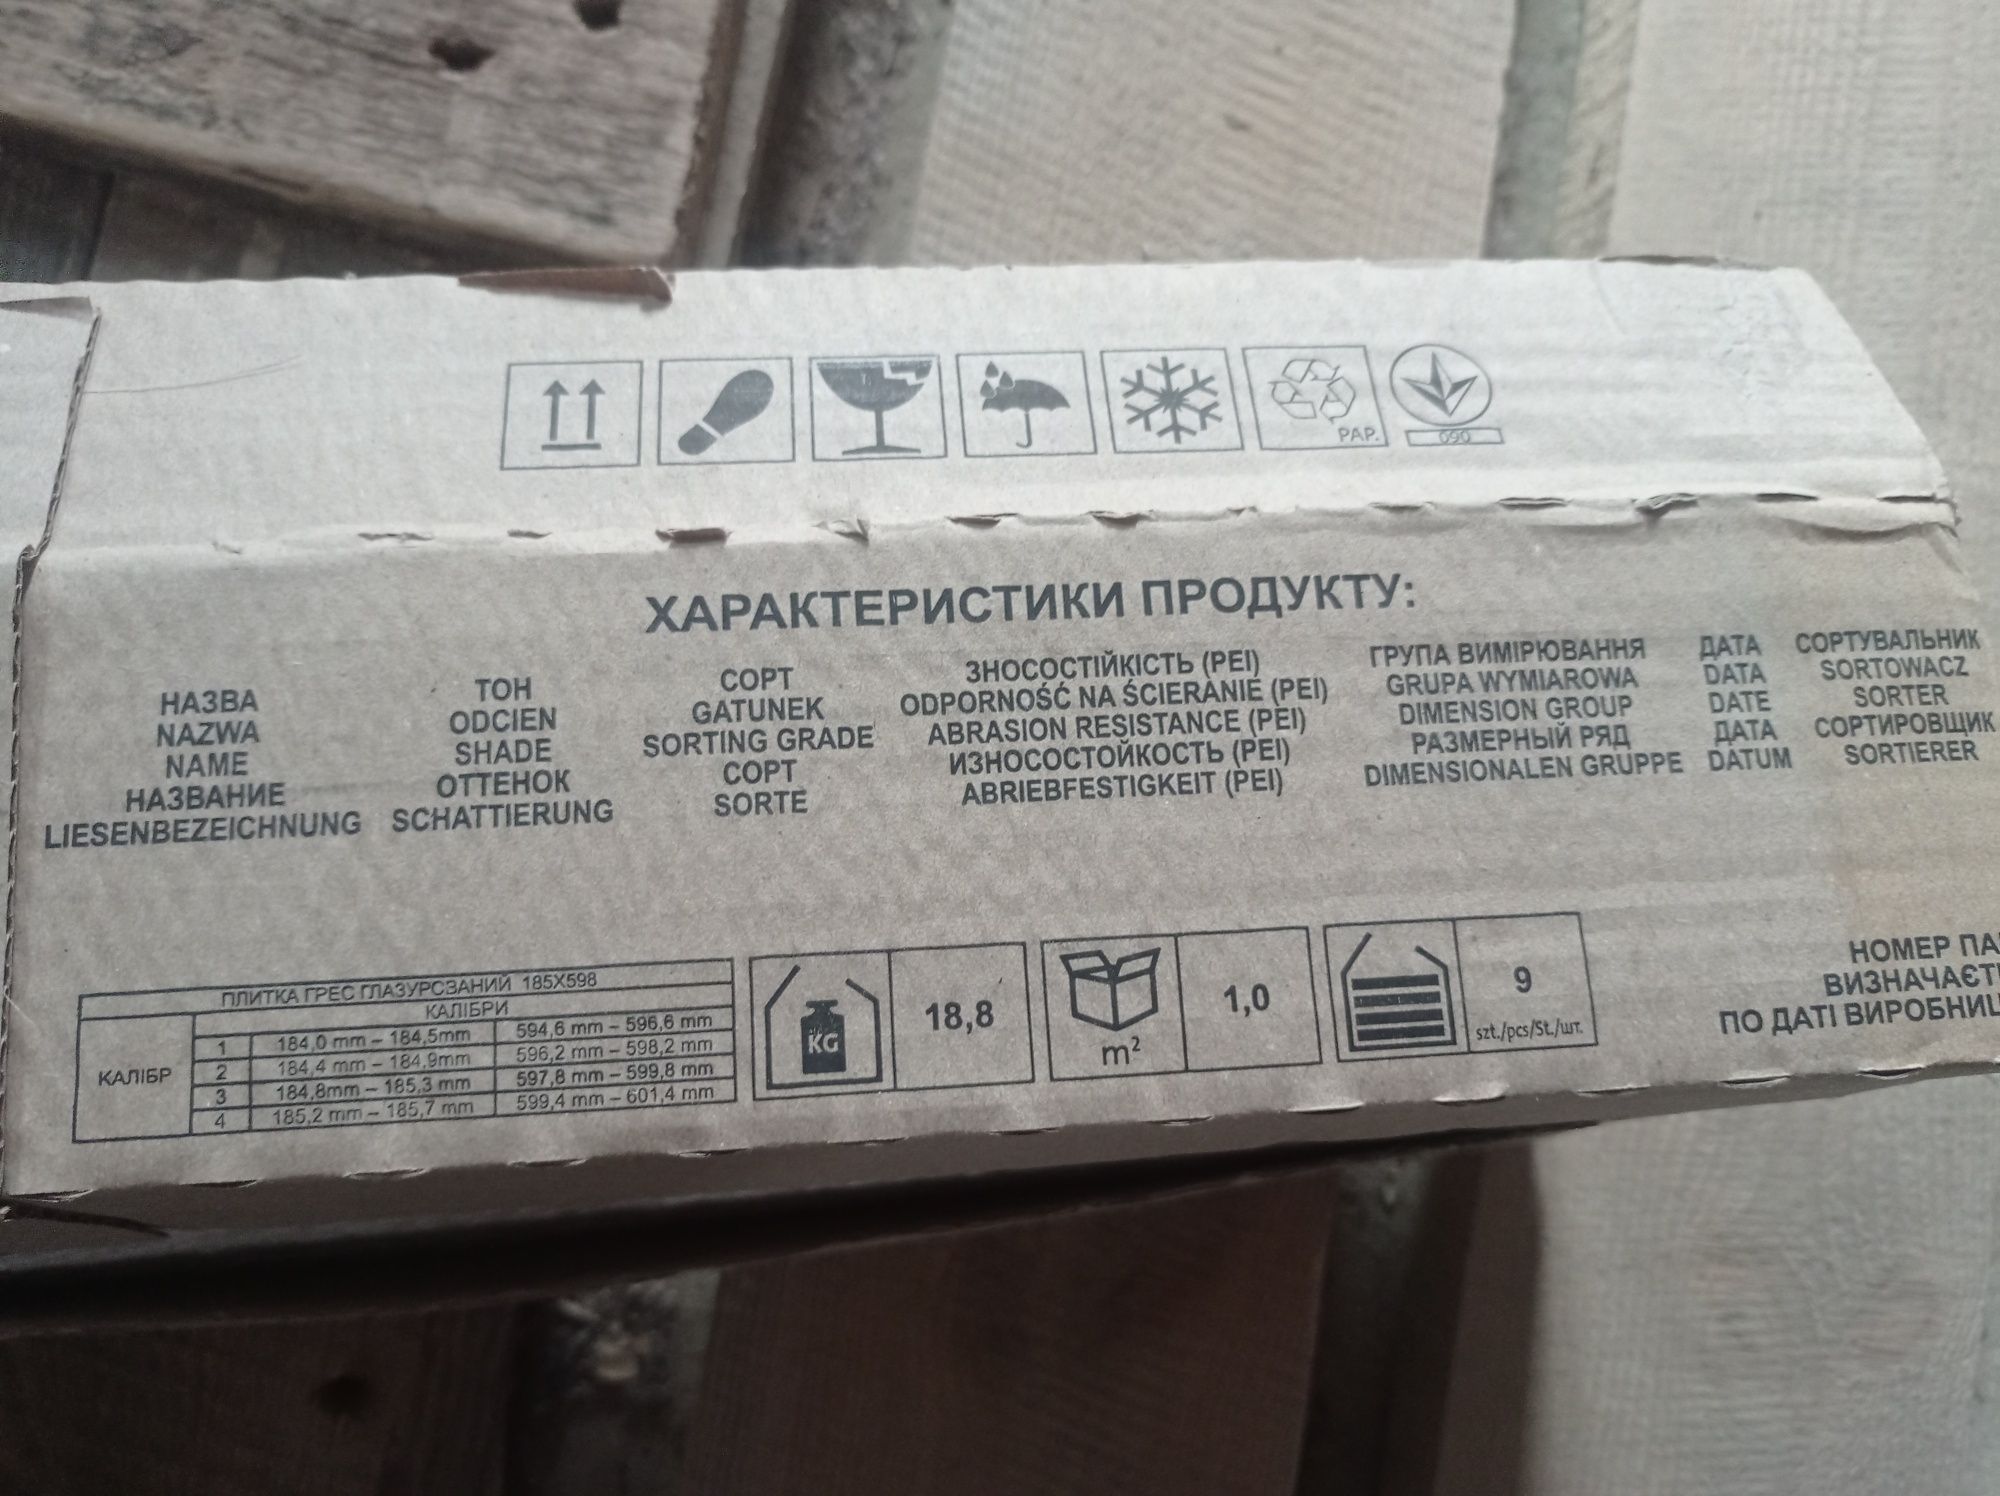 PAP.
090
ХАРАКТЕРИСТИКИ ПРОДУКТУ:
НАЗВА
NAZWA
NAME
НАЗВАНИЕ
LIESENBEZEICHNUNG
ТОН
ODCIEN
SHADE
ОТТЕНОК
SCHATTIERUNG
СОРТ
GATUNEK
SORTING GRADE
СОРТ
SORTE
ЗНОСОСТІЙКІСТЬ (PEI)
ODPORNOŚĆ NA ŚCIERANIE (PEI)
ABRASION RESISTANCE (PEI)
ИЗНОСОСТОЙКОСТЬ (PEI)
ABRIEBFESTIGKEIT (PEI)
ГРУПА ВИМІРЮВАННЯ
GRUPA WYMIAROWA
DIMENSION GROUP
РАЗМЕРНЫЙ РЯД
DIMENSIONALEN GRUPPE
ДАТА
DATA
DATE
ДАТА
DATUM
СОРТУВАЛЬНИК
SORTOWACZ
SORTER
СОРТИРОВЩИК
SORTIERER
ПЛИТКА ГРЕС ГЛАЗУРОВАНИЙ 185X598
КАЛІБРИ
КАЛІБР
1 184,0 mm – 184,5mm 594,6 mm – 596,6 mm
2 184,4 mm – 184,9mm 596,2 mm – 598,2 mm
3 184,8mm – 185,3 mm 597,8 mm – 599,8 mm
4 185,2 mm – 185,7 mm 599,4 mm – 601,4 mm
KG
18,8
m²
1,0
9
szt./pcs/St./шт.
НОМЕР ПА
ВИЗНАЧАЄТ
ПО ДАТІ ВИРОБНИЦ